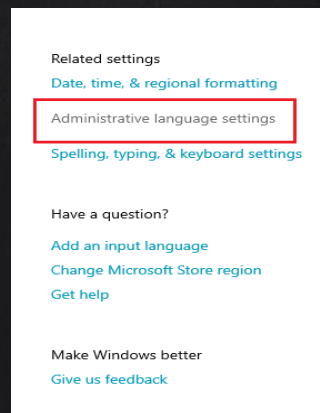 Related settings
Date, time, & regional formatting
Administrative language settings
Spelling, typing, & keyboard settings
Have a question?
Add an input language
Change Microsoft Store region
Get help
Make Windows better
Give us feedback